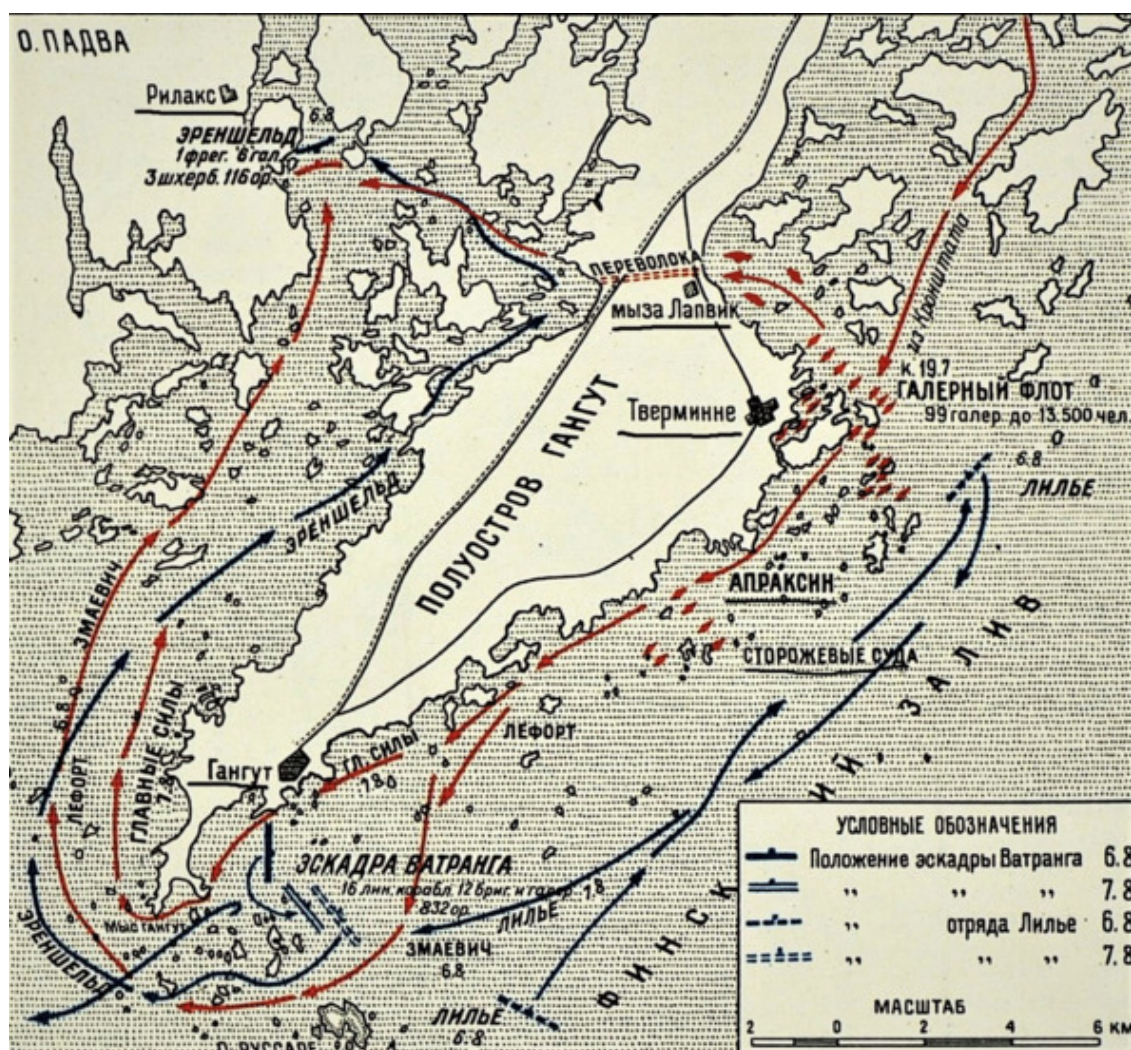 О. ПАДВА
Рилакс
6.8
ЭРЕНШЕЛЬД
1 фрег. 6 гал.
3 шхерб. 116 ор.
ПЕРЕВОЛОКА
мыза Лапвик
из Кронштата
к. 19.7
ГАЛЕРНЫЙ ФЛОТ
99 галер. до 13.500 чел.
Тверминне
6.8
ЛИЛЬЕ
ПОЛУОСТРОВ ГАНГУТ
ЭРЕНШЕЛЬД
ЗМАЕВИЧ
6.8
АПРАКСИН
СТОРОЖЕВЫЕ СУДА
ЛЕФОРТ
ГЛАВНЫЕ СИЛЫ
7.8
ЛЕФОРТ
Гангут
ГЛ. СИЛЫ
7.8
ЭСКАДРА ВАТРАНГА
16 лин. корабл. 12 бриг. и галер
832 ор.
МЫС ГАНГУТ
ЭРЕНШЕЛЬД
ЛИЛЬЕ 7.8
ЗМАЕВИЧ
6.8
ЛИЛЬЕ
6.8
ФИНСКИЙ ЗАЛИВ
УСЛОВНЫЕ ОБОЗНАЧЕНИЯ
Положение эскадры Ватранга 6.8
,, ,, ,, 7.8
,, отряда Лилье 6.8
,, ,, ,, 7.8
МАСШТАБ
2 0 2 4 6 км